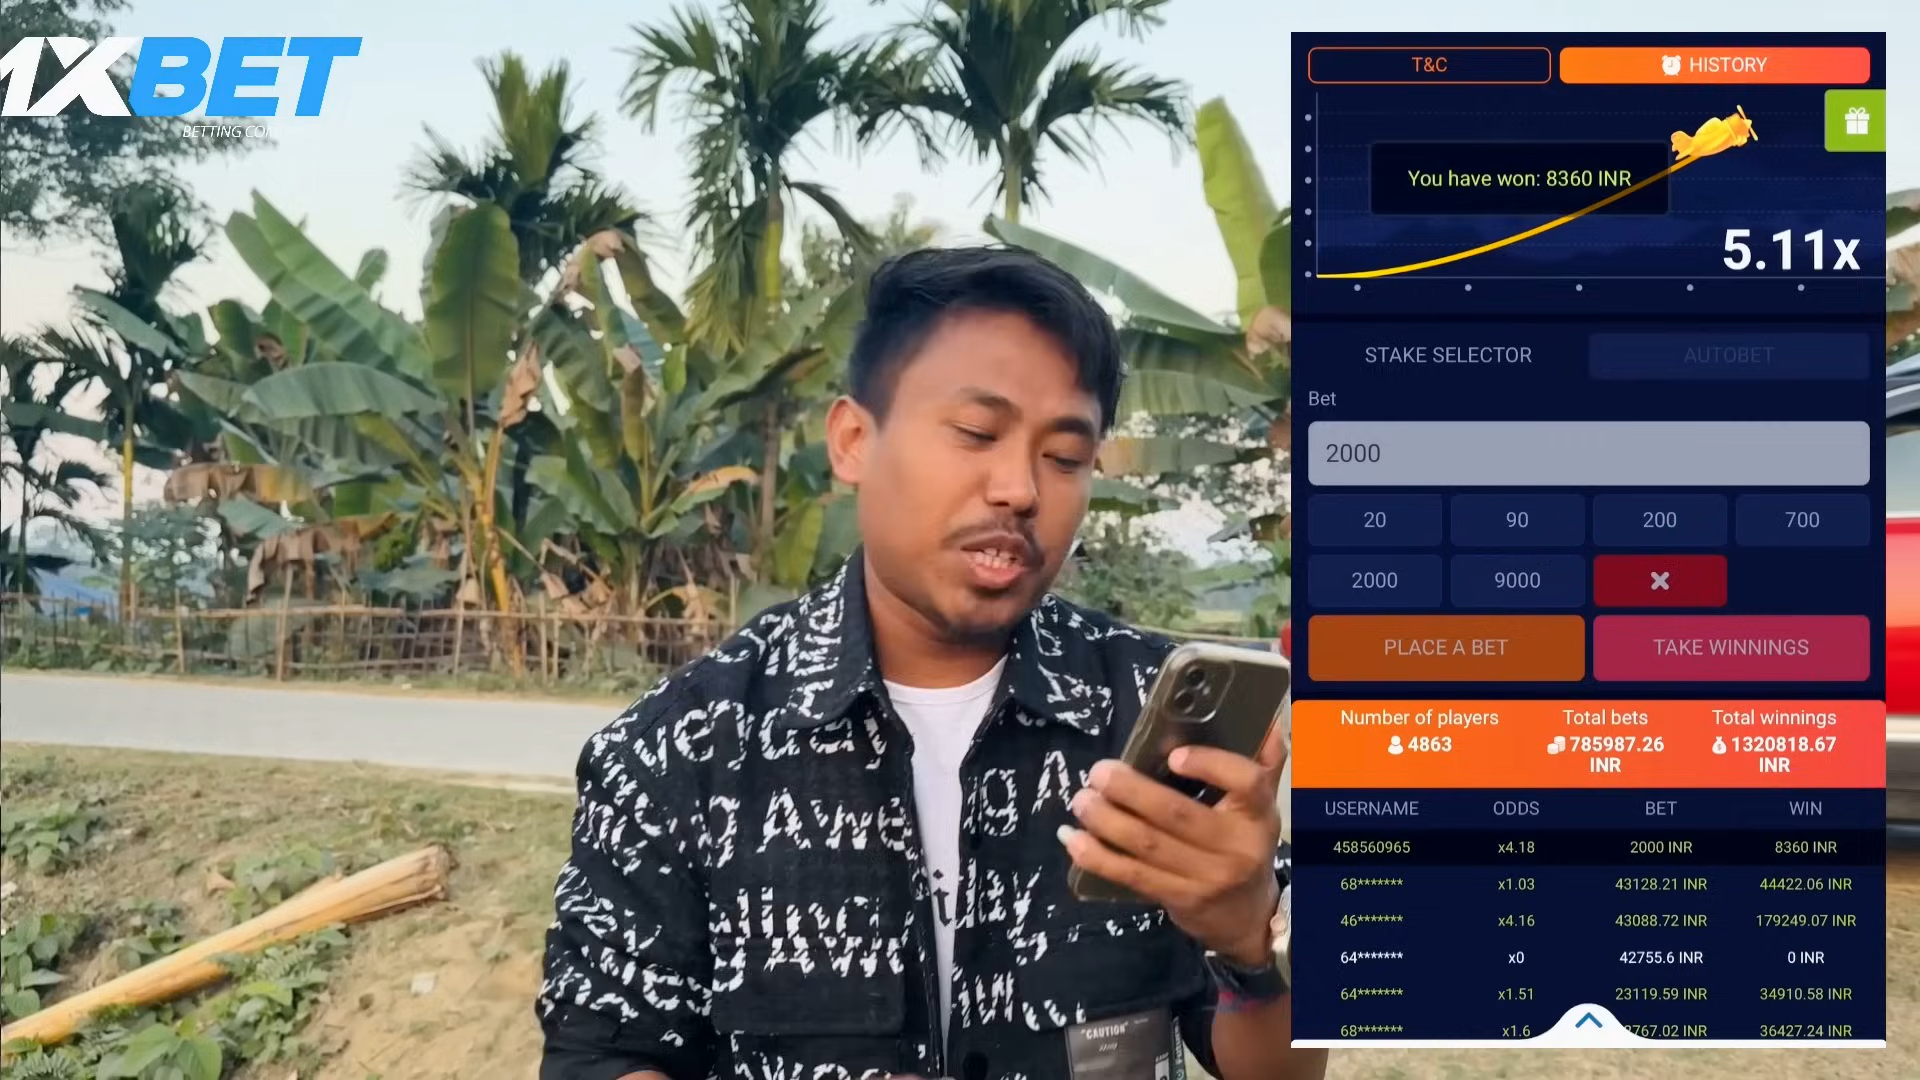 1XBET
BETTING COM
T&C
HISTORY
You have won: 8360 INR
5.11x
STAKE SELECTOR
AUTOBET
Bet
2000
20 90 200 700
2000 9000
PLACE A BET
TAKE WINNINGS
Number of players Total bets Total winnings
4863 785987.26 INR 1320818.67 INR
USERNAME ODDS BET WIN
458560965 x4.18 2000 INR 8360 INR
68******* x1.03 43128.21 INR 44422.06 INR
46******* x4.16 43088.72 INR 179249.07 INR
64******* x0 42755.6 INR 0 INR
64******* x1.51 23119.59 INR 34910.58 INR
68******* x1.6 767.02 INR 36427.24 INR
"CAUTION"